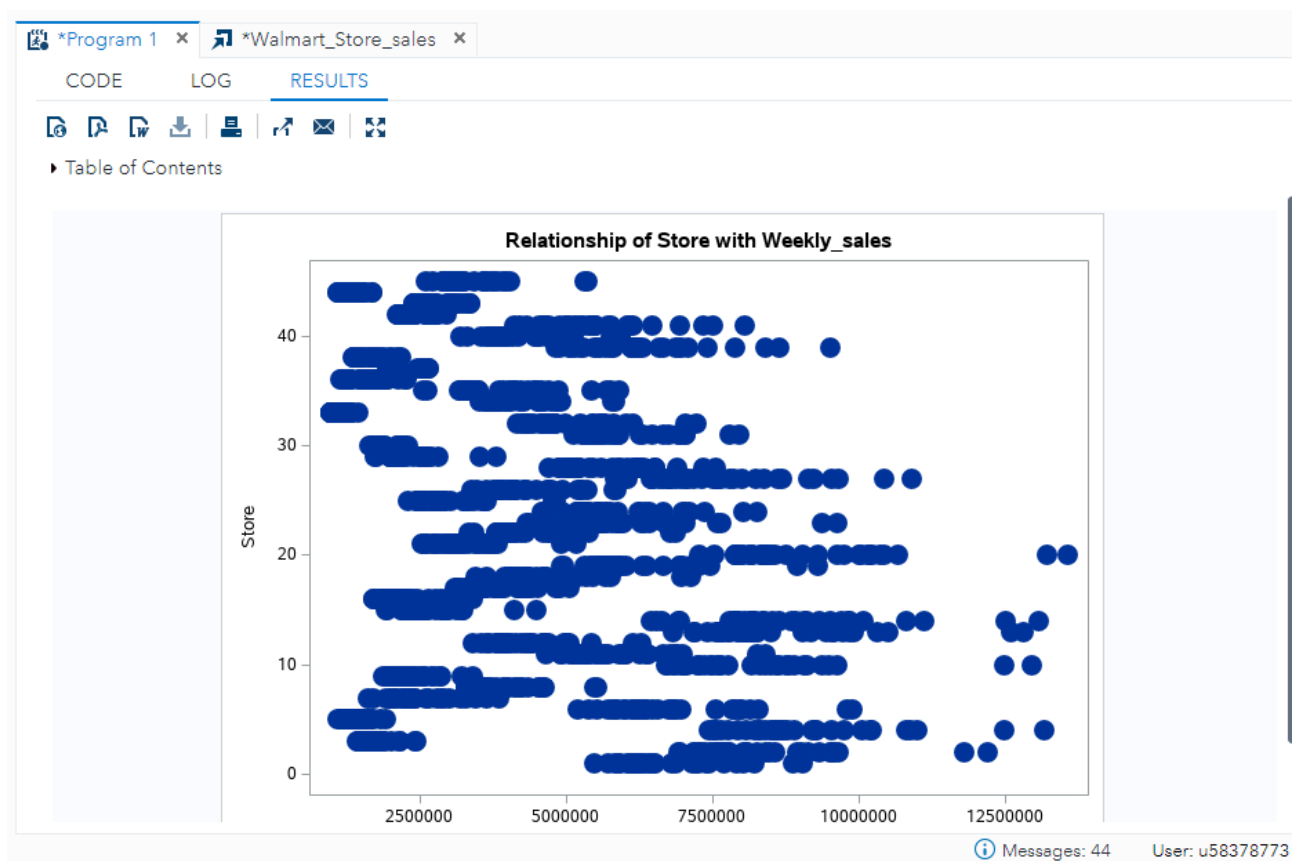 *Program 1 × *Walmart_Store_sales ×
CODE LOG RESULTS
Table of Contents
Relationship of Store with Weekly_sales
Store
40
30
20
10
0
2500000 5000000 7500000 10000000 12500000
Messages: 44 User: u58378773